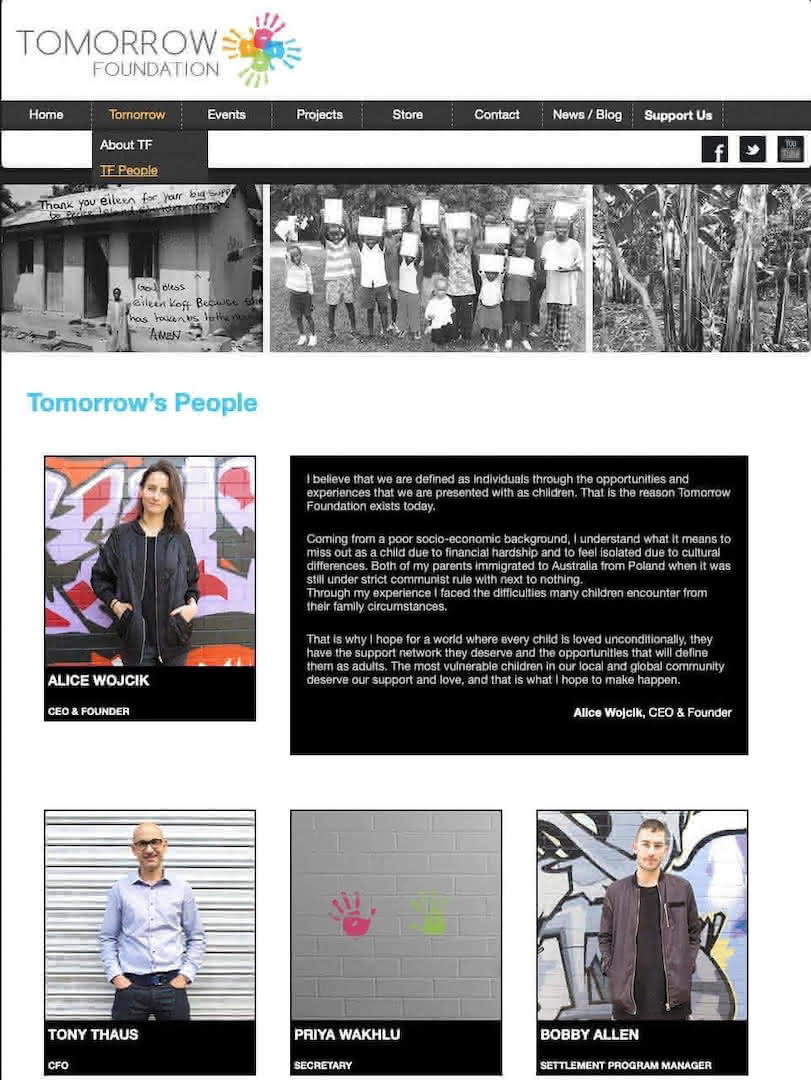 TOMORROW
FOUNDATION
Home Tomorrow Events Projects Store Contact News / Blog Support Us
About TF
TF People
You
Tube
Thank you eileen for your big support
God bless
eileen Koff Because she
has taken us to the
AMEN
Tomorrow's People
I believe that we are defined as individuals through the opportunities and
experiences that we are presented with as children. That is the reason Tomorrow
Foundation exists today.
Coming from a poor socio-economic background, I understand what it means to
miss out as a child due to financial hardship and to feel isolated due to cultural
differences. Both of my parents immigrated to Australia from Poland when it was
still under strict communist rule with next to nothing.
Through my experience I faced the difficulties many children encounter from
their family circumstances.
That is why I hope for a world where every child is loved unconditionally, they
have the support network they deserve and the opportunities that will define
them as adults. The most vulnerable children in our local and global community
deserve our support and love, and that is what I hope to make happen.
Alice Wojcik, CEO & Founder
ALICE WOJCIK
CEO & FOUNDER
TONY THAUS
CFO
PRIYA WAKHLU
SECRETARY
BOBBY ALLEN
SETTLEMENT PROGRAM MANAGER